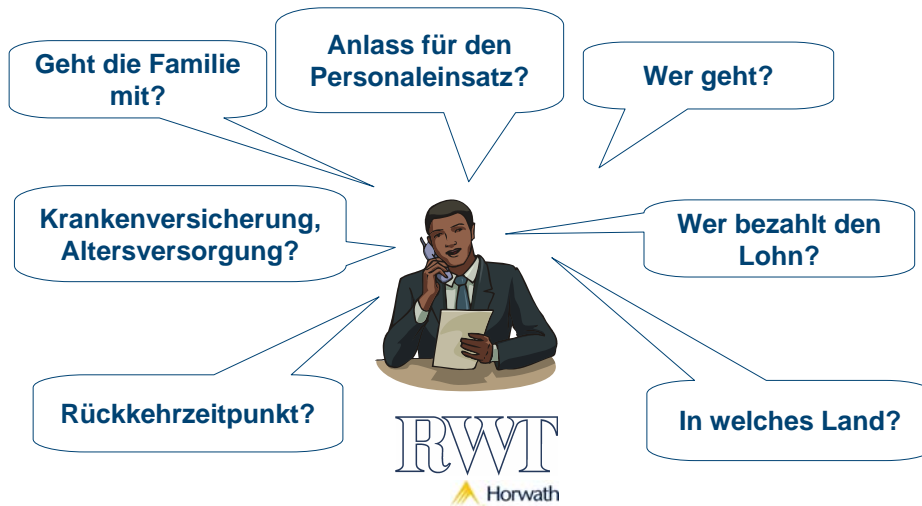 Geht die Familie
mit?
Anlass für den
Personaleinsatz?
Wer geht?
Krankenversicherung,
Altersversorgung?
Wer bezahlt den
Lohn?
Rückkehrzeitpunkt?
In welches Land?
RWT
Horwath